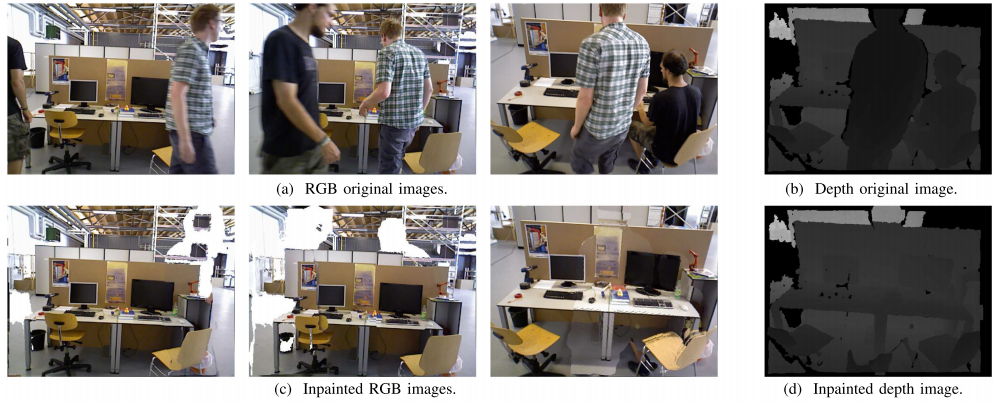 (a) RGB original images.
(b) Depth original image.
(c) Inpainted RGB images.
(d) Inpainted depth image.